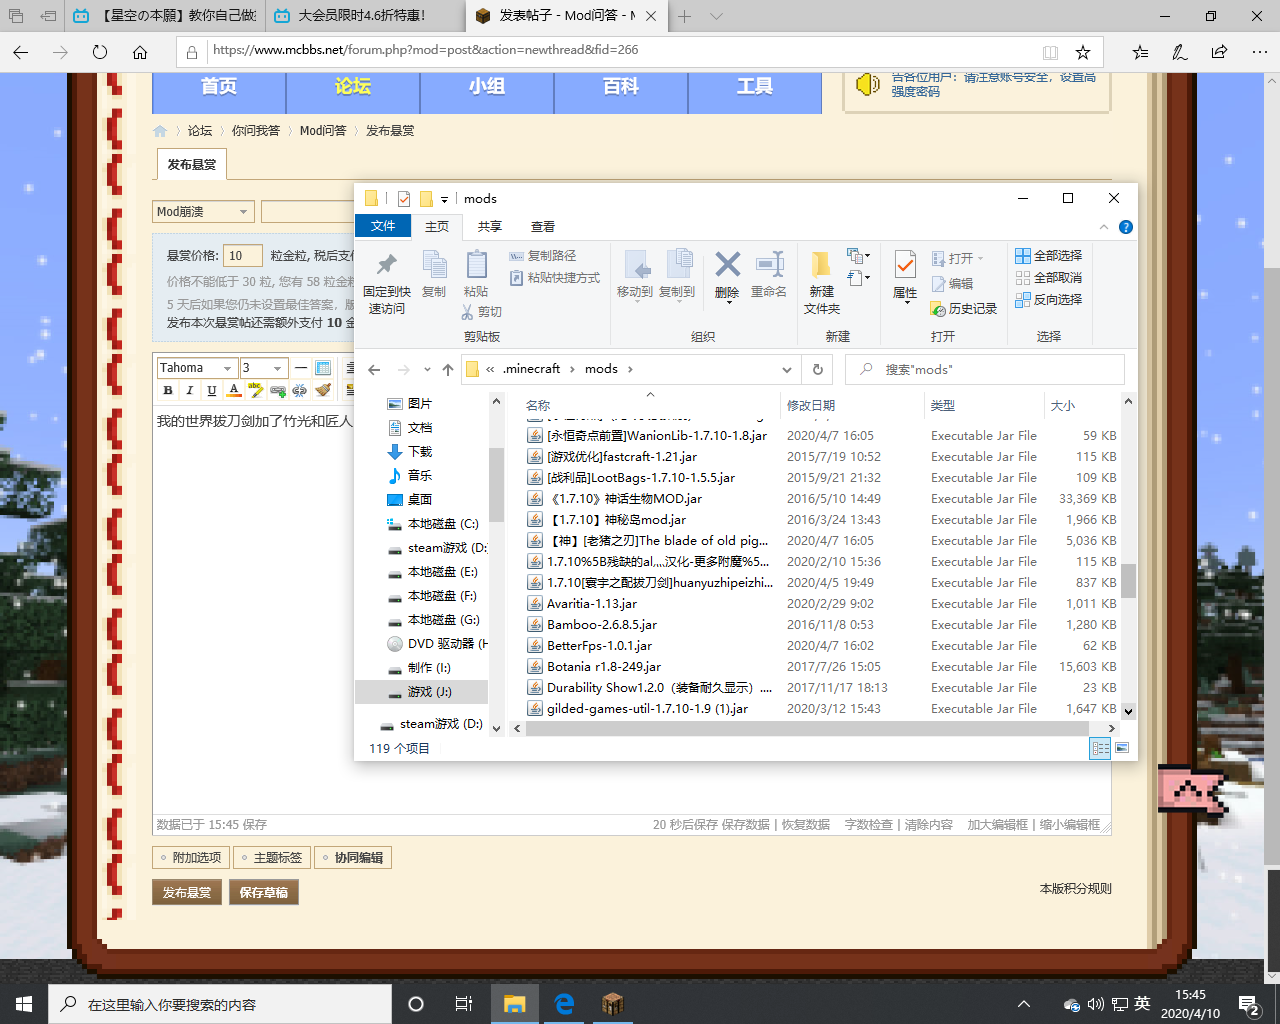 【星空の本願】教你自己做
大会员限时4.6折特惠!
发表帖子 - Mod问答 - M
https://www.mcbbs.net/forum.php?mod=post&action=newthread&fid=266
首页
论坛
小组
百科
工具
告各位用户：请注意账号安全，设置高
强度密码
论坛
你问我答
Mod问答
发布悬赏
发布悬赏
Mod崩溃
悬赏价格: 10 粒金粒, 税后支付
价格不能低于 30 粒, 您有 58 粒金粒
5 天后如果您仍未设置最佳答案，版
发布本次悬赏帖还需额外支付 10 金
Tahoma 3
B I U A abc
我的世界拔刀剑加了竹光和匠人
mods
文件 主页 共享 查看
固定到快
速访问
复制
粘贴
复制路径
粘贴快捷方式
剪切
剪贴板
移动到 复制到 删除 重命名
组织
新建
文件夹
新建
属性
打开
编辑
历史记录
打开
全部选择
全部取消
反向选择
选择
« .minecraft mods
搜索"mods"
图片
文档
下载
音乐
桌面
本地磁盘 (C:)
steam游戏 (D:
本地磁盘 (E:)
本地磁盘 (F:)
本地磁盘 (G:)
DVD 驱动器 (H
制作 (I:)
游戏 (J:)
steam游戏 (D:)
名称 修改日期 类型 大小
[永恒奇点前置]WanionLib-1.7.10-1.8.jar 2020/4/7 16:05 Executable Jar File 59 KB
[游戏优化]fastcraft-1.21.jar 2015/7/19 10:52 Executable Jar File 115 KB
[战利品]LootBags-1.7.10-1.5.5.jar 2015/9/21 21:32 Executable Jar File 109 KB
《1.7.10》神话生物MOD.jar 2016/5/10 14:49 Executable Jar File 33,369 KB
【1.7.10】神秘岛mod.jar 2016/3/24 13:43 Executable Jar File 1,966 KB
【神】[老猪之刃]The blade of old pig... 2020/4/7 16:05 Executable Jar File 5,036 KB
1.7.10%5B残缺的al,,,,汉化-更多附魔%5... 2020/2/10 15:36 Executable Jar File 115 KB
1.7.10[寰宇之配拔刀剑]huanyuzhipeizhi... 2020/4/5 19:49 Executable Jar File 837 KB
Avaritia-1.13.jar 2020/2/29 9:02 Executable Jar File 1,011 KB
Bamboo-2.6.8.5.jar 2016/11/8 0:53 Executable Jar File 1,280 KB
BetterFps-1.0.1.jar 2020/4/7 16:02 Executable Jar File 62 KB
Botania r1.8-249.jar 2017/7/26 15:05 Executable Jar File 15,603 KB
Durability Show1.2.0（装备耐久显示）.... 2017/11/17 18:13 Executable Jar File 23 KB
gilded-games-util-1.7.10-1.9 (1).jar 2020/3/12 15:43 Executable Jar File 1,647 KB
119 个项目
数据已于 15:45 保存
20 秒后保存 保存数据 | 恢复数据 字数检查 | 清除内容 加大编辑框 | 缩小编辑框
附加选项 主题标签 协同编辑
发布悬赏 保存草稿
本版积分规则
在这里输入你要搜索的内容
英
15:45
2020/4/10
2